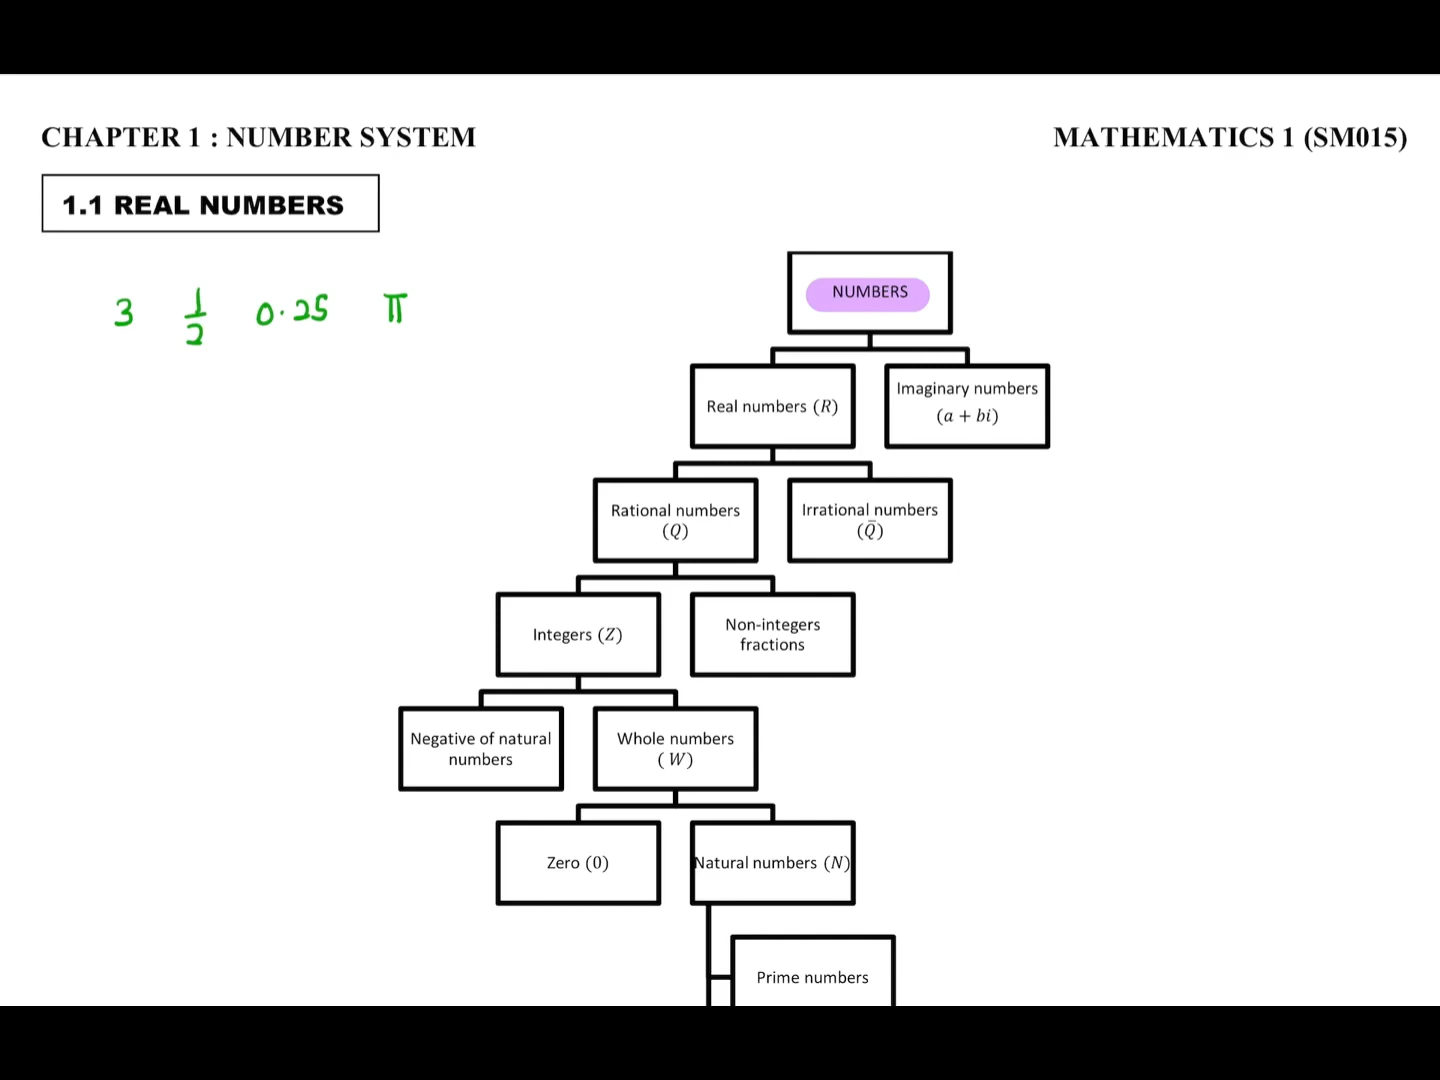 CHAPTER 1 : NUMBER SYSTEM
MATHEMATICS 1 (SM015)
1.1 REAL NUMBERS
3 1/2 0.25 π
NUMBERS
Real numbers (R)
Imaginary numbers
(a + bi)
Rational numbers
(Q)
Irrational numbers
(Q̄)
Integers (Z)
Non-integers
fractions
Negative of natural
numbers
Whole numbers
( W)
Zero (0)
Natural numbers (N)
Prime numbers